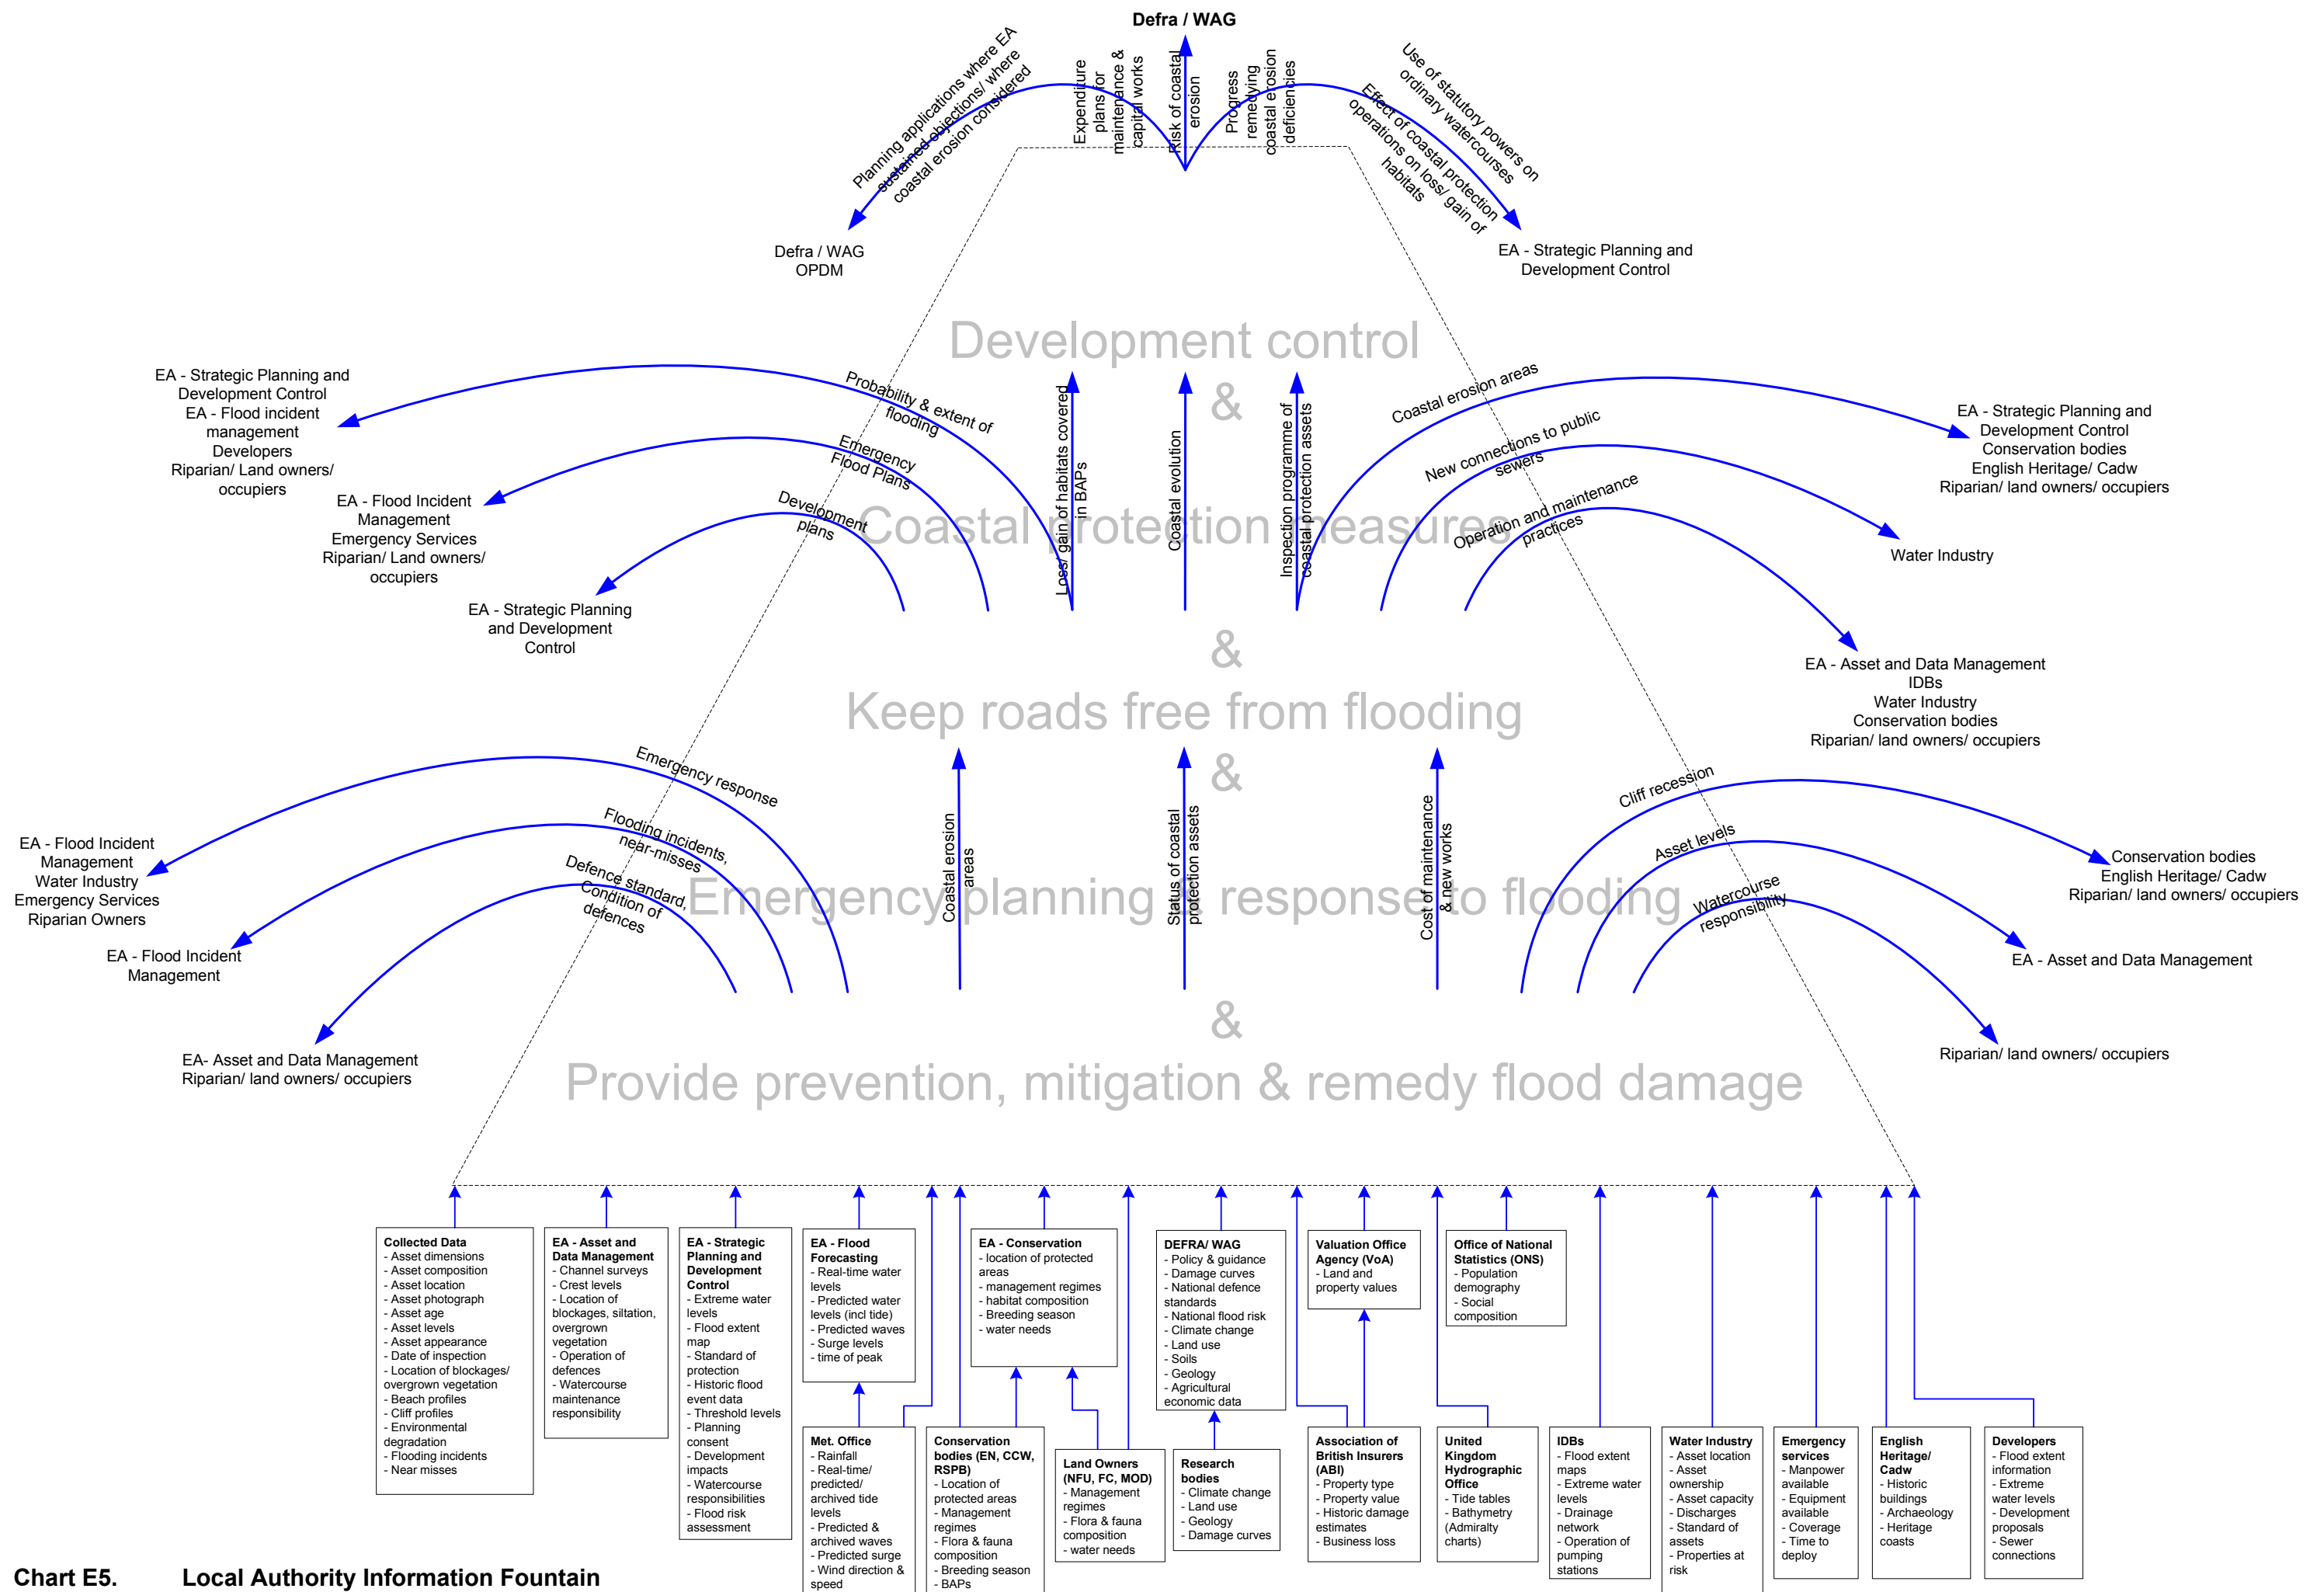 Defra / WAG
Planning applications where EA
sustained objections/ where
coastal erosion considered
Expenditure
plans for
maintenance &
capital works
Risk of coastal
erosion
Progress
remedying
coastal erosion
deficiencies
Use of statutory powers on
ordinary watercourses
Effect of coastal protection
operations on loss/ gain of
habitats
Defra / WAG
OPDM
EA - Strategic Planning and
Development Control
Development control
&
Coastal protection measures
&
Keep roads free from flooding
&
Emergency planning & response to flooding
&
Provide prevention, mitigation & remedy flood damage
EA - Strategic Planning and
Development Control
EA - Flood incident
management
Developers
Riparian/ Land owners/
occupiers
Probability & extent of
flooding
EA - Flood Incident
Management
Emergency Services
Riparian/ Land owners/
occupiers
Emergency
Flood Plans
EA - Strategic Planning
and Development
Control
Development
plans
Loss/ gain of habitats covered
in BAPs
Coastal evolution
Inspection programme of
coastal protection assets
Coastal erosion areas
EA - Strategic Planning and
Development Control
Conservation bodies
English Heritage/ Cadw
Riparian/ land owners/ occupiers
New connections to public
sewers
Water Industry
Operation and maintenance
practices
EA - Asset and Data Management
IDBs
Water Industry
Conservation bodies
Riparian/ land owners/ occupiers
Emergency response
EA - Flood Incident
Management
Water Industry
Emergency Services
Riparian Owners
Flooding incidents,
near-misses
EA - Flood Incident
Management
Defence standard,
Condition of
defences
EA- Asset and Data Management
Riparian/ land owners/ occupiers
Coastal erosion
areas
Status of coastal
protection assets
Cost of maintenance
& new works
Cliff recession
Conservation bodies
English Heritage/ Cadw
Riparian/ land owners/ occupiers
Asset levels
EA - Asset and Data Management
Watercourse
responsibility
Riparian/ land owners/ occupiers
Collected Data
- Asset dimensions
- Asset composition
- Asset location
- Asset photograph
- Asset age
- Asset levels
- Asset appearance
- Date of inspection
- Location of blockages/
overgrown vegetation
- Beach profiles
- Cliff profiles
- Environmental
degradation
- Flooding incidents
- Near misses
EA - Asset and
Data Management
- Channel surveys
- Crest levels
- Location of
blockages, siltation,
overgrown
vegetation
- Operation of
defences
- Watercourse
maintenance
responsibility
EA - Strategic
Planning and
Development
Control
- Extreme water
levels
- Flood extent
map
- Standard of
protection
- Historic flood
event data
- Threshold levels
- Planning
consent
- Development
impacts
- Watercourse
responsibilities
- Flood risk
assessment
EA - Flood
Forecasting
- Real-time water
levels
- Predicted water
levels (incl tide)
- Predicted waves
- Surge levels
- time of peak
EA - Conservation
- location of protected
areas
- management regimes
- habitat composition
- Breeding season
- water needs
DEFRA/ WAG
- Policy & guidance
- Damage curves
- National defence
standards
- National flood risk
- Climate change
- Land use
- Soils
- Geology
- Agricultural
economic data
Valuation Office
Agency (VoA)
- Land and
property values
Office of National
Statistics (ONS)
- Population
demography
- Social
composition
Met. Office
- Rainfall
- Real-time/
predicted/
archived tide
levels
- Predicted &
archived waves
- Predicted surge
- Wind direction &
speed
Conservation
bodies (EN, CCW,
RSPB)
- Location of
protected areas
- Management
regimes
- Flora & fauna
composition
- Breeding season
- BAPs
Land Owners
(NFU, FC, MOD)
- Management
regimes
- Flora & fauna
composition
- water needs
Research
bodies
- Climate change
- Land use
- Geology
- Damage curves
Association of
British Insurers
(ABI)
- Property type
- Property value
- Historic damage
estimates
- Business loss
United
Kingdom
Hydrographic
Office
- Tide tables
- Bathymetry
(Admiralty
charts)
IDBs
- Flood extent
maps
- Extreme water
levels
- Drainage
network
- Operation of
pumping
stations
Water Industry
- Asset location
- Asset
ownership
- Asset capacity
- Discharges
- Standard of
assets
- Properties at
risk
Emergency
services
- Manpower
available
- Equipment
available
- Coverage
- Time to
deploy
English
Heritage/
Cadw
- Historic
buildings
- Archaeology
- Heritage
coasts
Developers
- Flood extent
information
- Extreme
water levels
- Development
proposals
- Sewer
connections
Chart E5. Local Authority Information Fountain